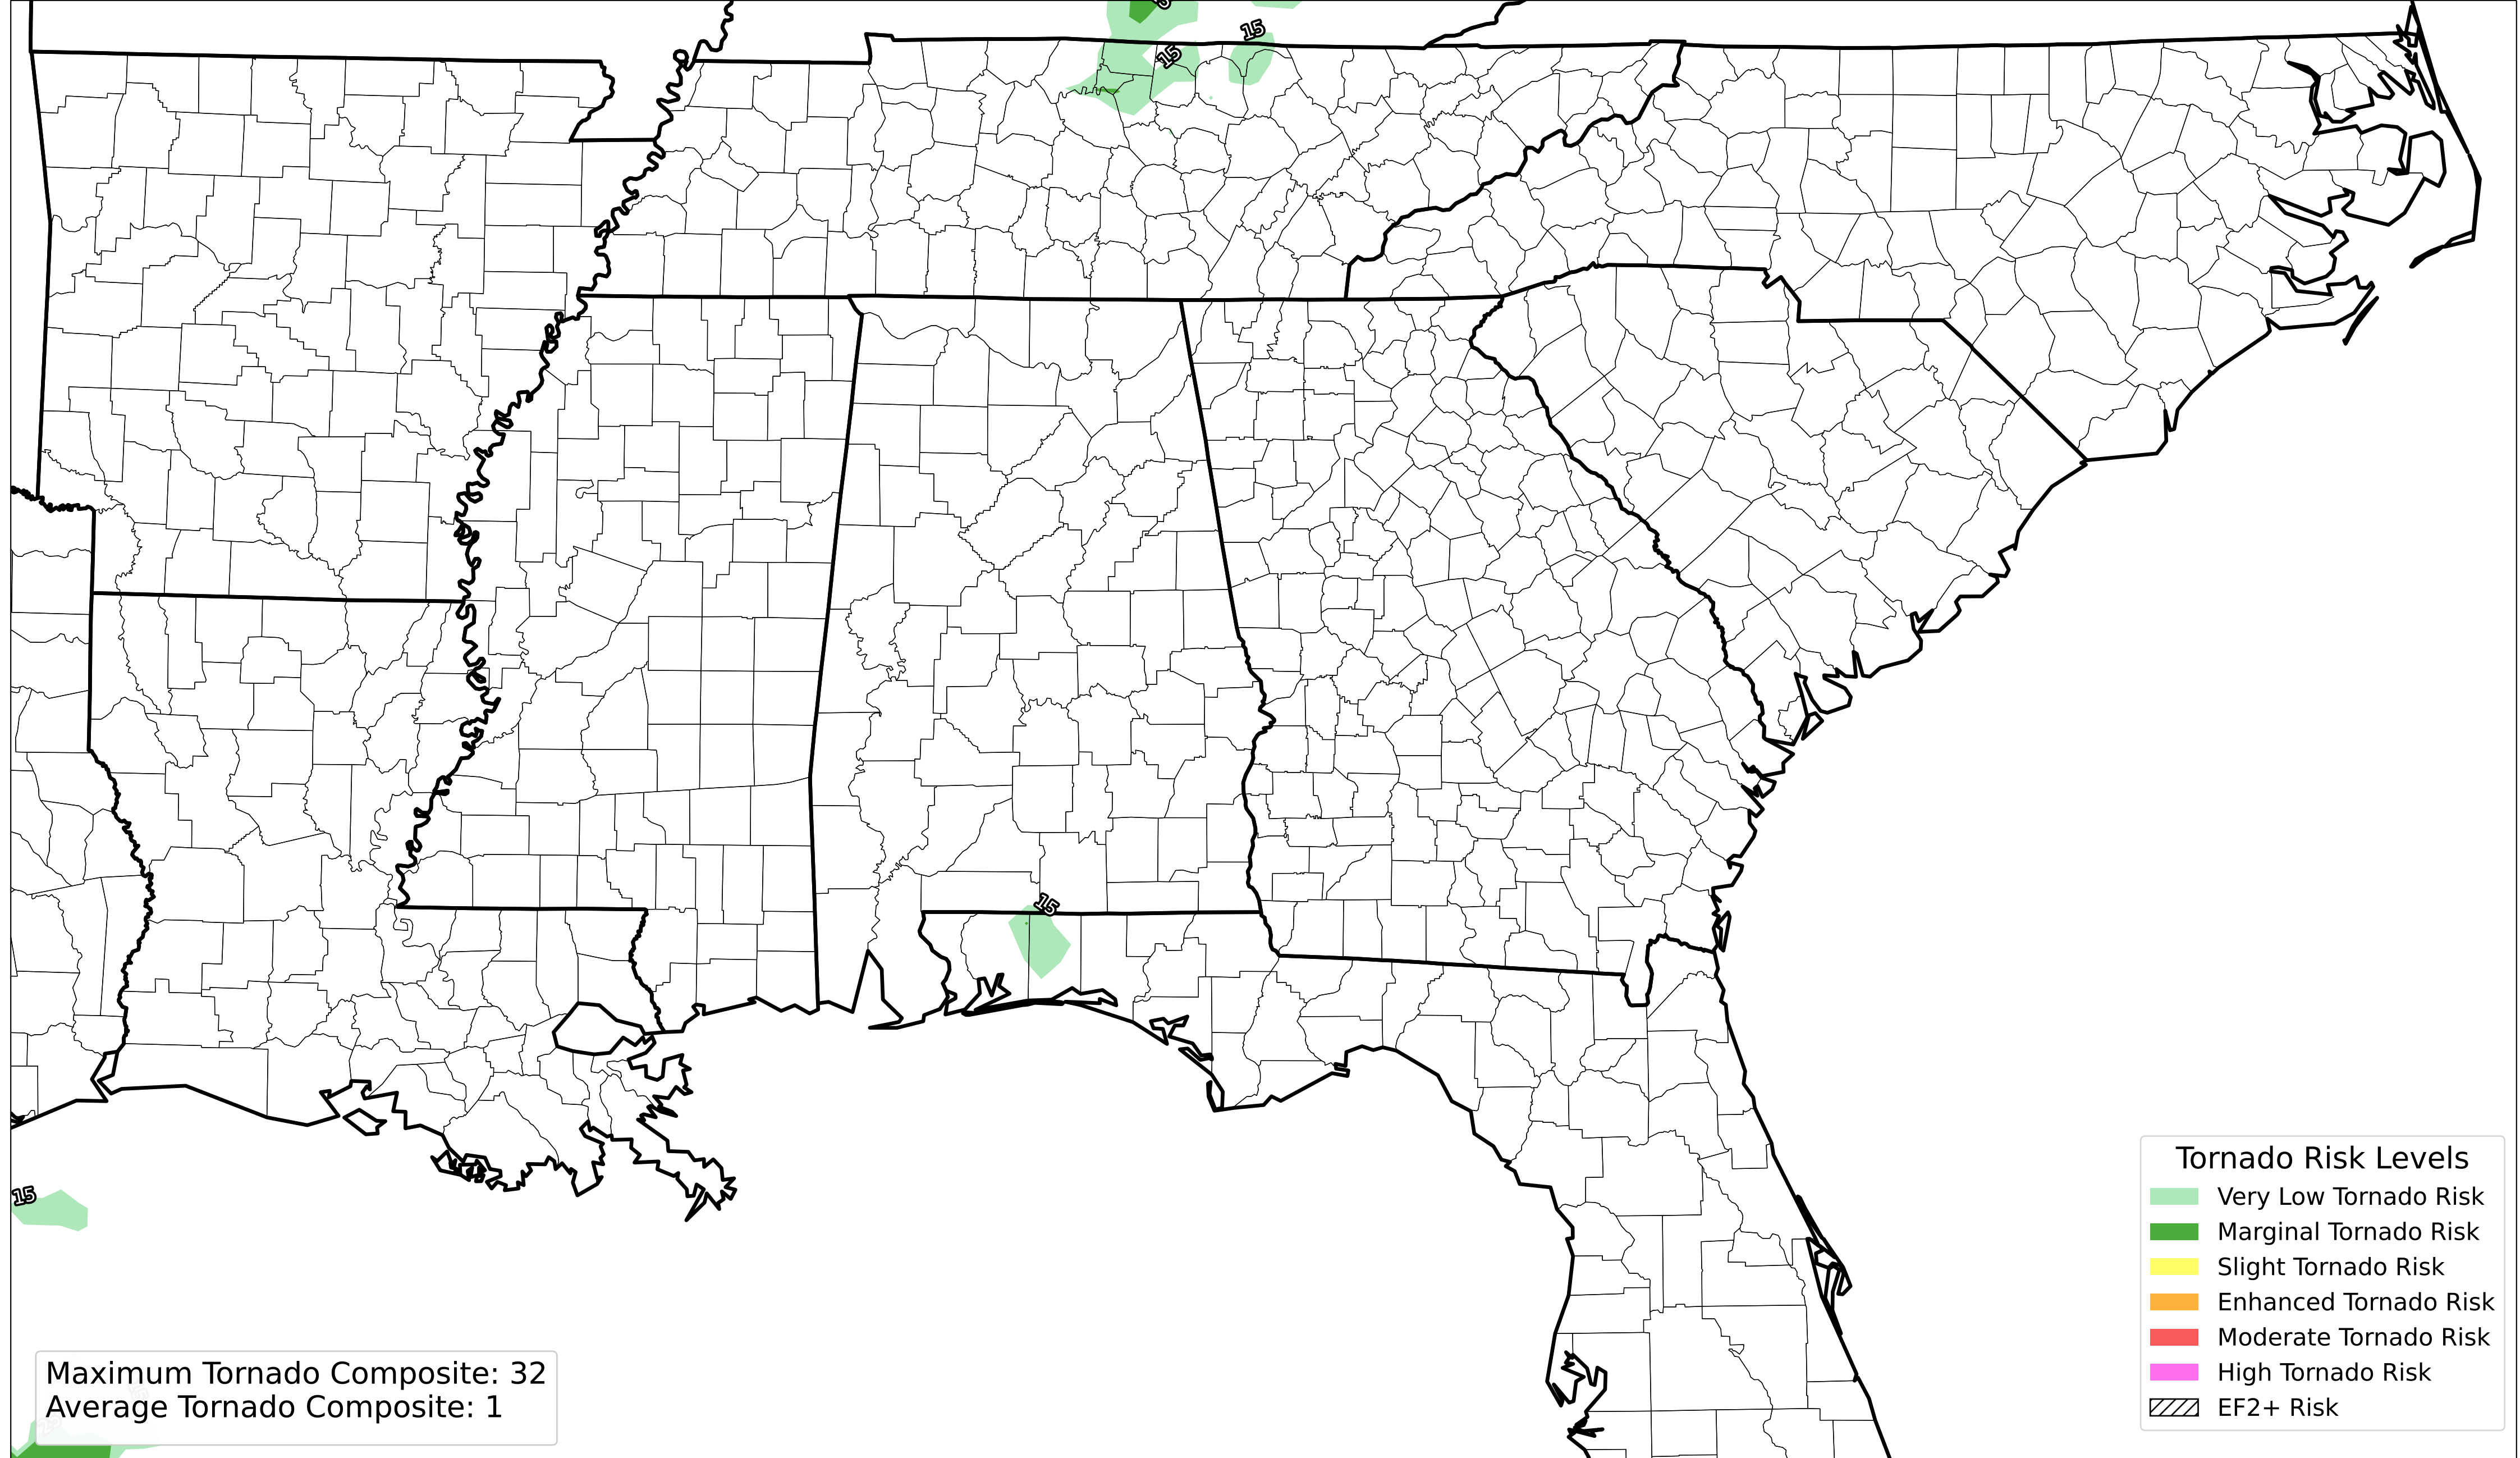 15
15
15
15
Tornado Risk Levels
Very Low Tornado Risk
Marginal Tornado Risk
Slight Tornado Risk
Enhanced Tornado Risk
Moderate Tornado Risk
High Tornado Risk
EF2+ Risk
Maximum Tornado Composite: 32
Average Tornado Composite: 1